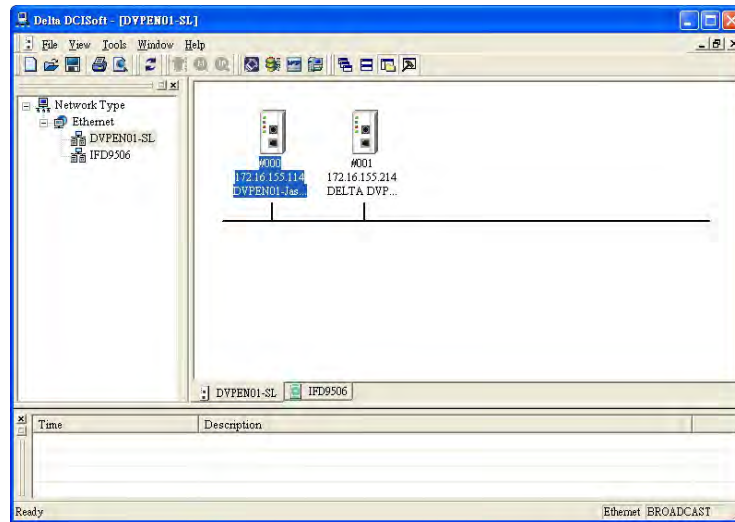 Delta DCISoft - [DVPEN01-SL]
File View Tools Window Help
Network Type
Ethernet
DVPEN01-SL
IFD9506
#000
172.16.155.114
DVPEN01-Jas...
#001
172.16.155.214
DELTA DVP...
DVPEN01-SL IFD9506
Time Description
Ready Ethernet BROADCAST